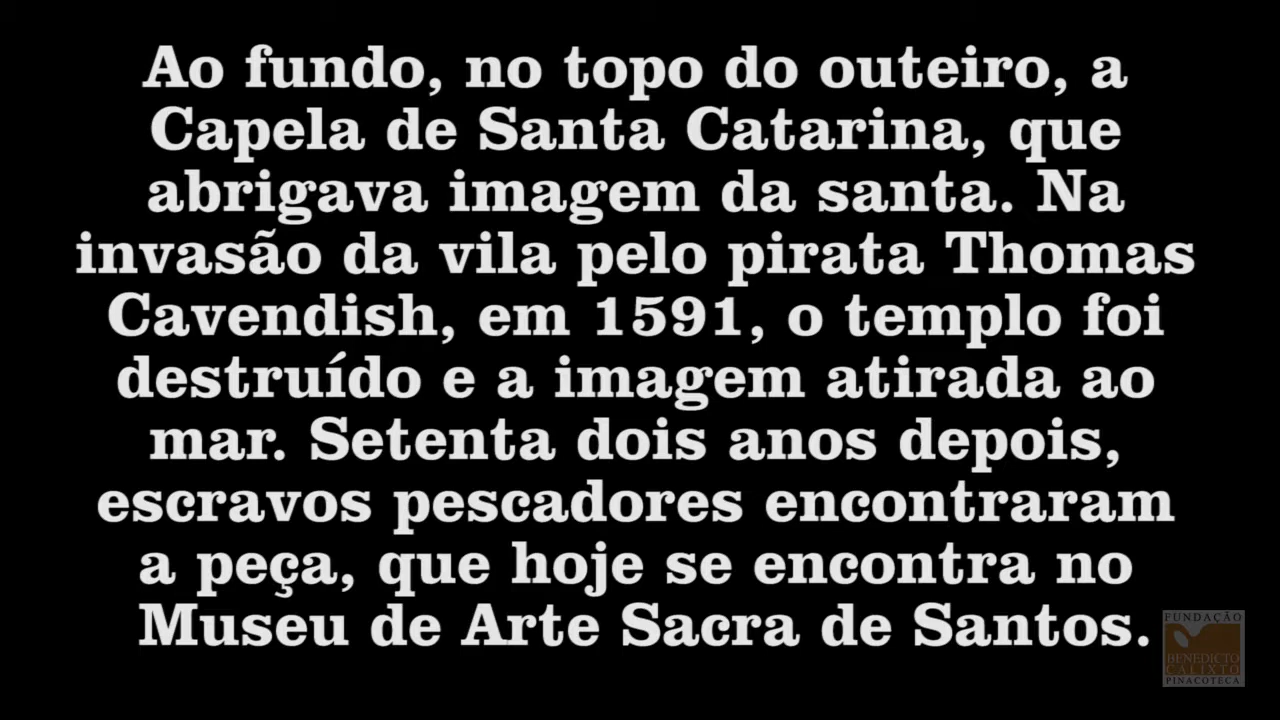 Ao fundo, no topo do outeiro, a
Capela de Santa Catarina, que
abrigava imagem da santa. Na
invasão da vila pelo pirata Thomas
Cavendish, em 1591, o templo foi
destruído e a imagem atirada ao
mar. Setenta dois anos depois,
escravos pescadores encontraram
a peça, que hoje se encontra no
Museu de Arte Sacra de Santos.
FUNDAÇÃO
BENEDICTO
CALIXTO
PINACOTECA